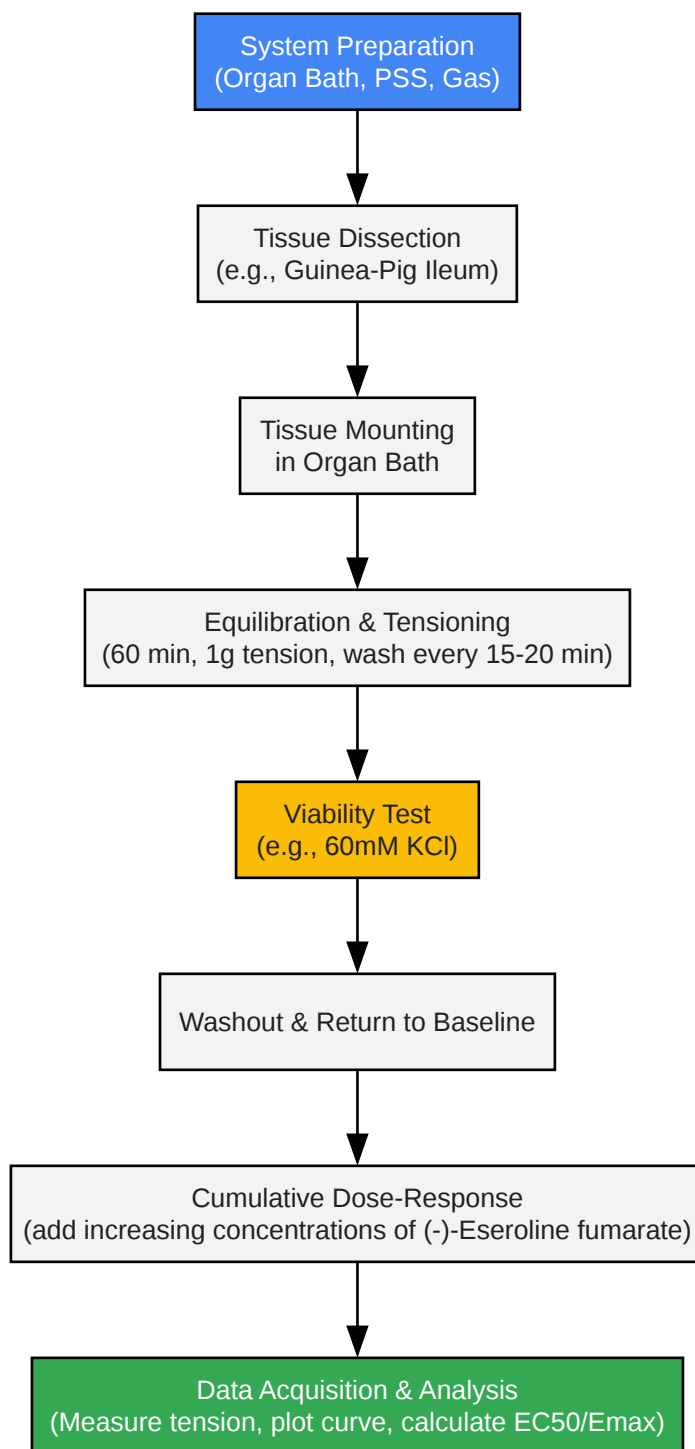 System Preparation
(Organ Bath, PSS, Gas)
Tissue Dissection
(e.g., Guinea-Pig Ileum)
Tissue Mounting
in Organ Bath
Equilibration & Tensioning
(60 min, 1g tension, wash every 15-20 min)
Viability Test
(e.g., 60mM KCl)
Washout & Return to Baseline
Cumulative Dose-Response
(add increasing concentrations of (-)-Eseroline fumarate)
Data Acquisition & Analysis
(Measure tension, plot curve, calculate EC50/Emax)